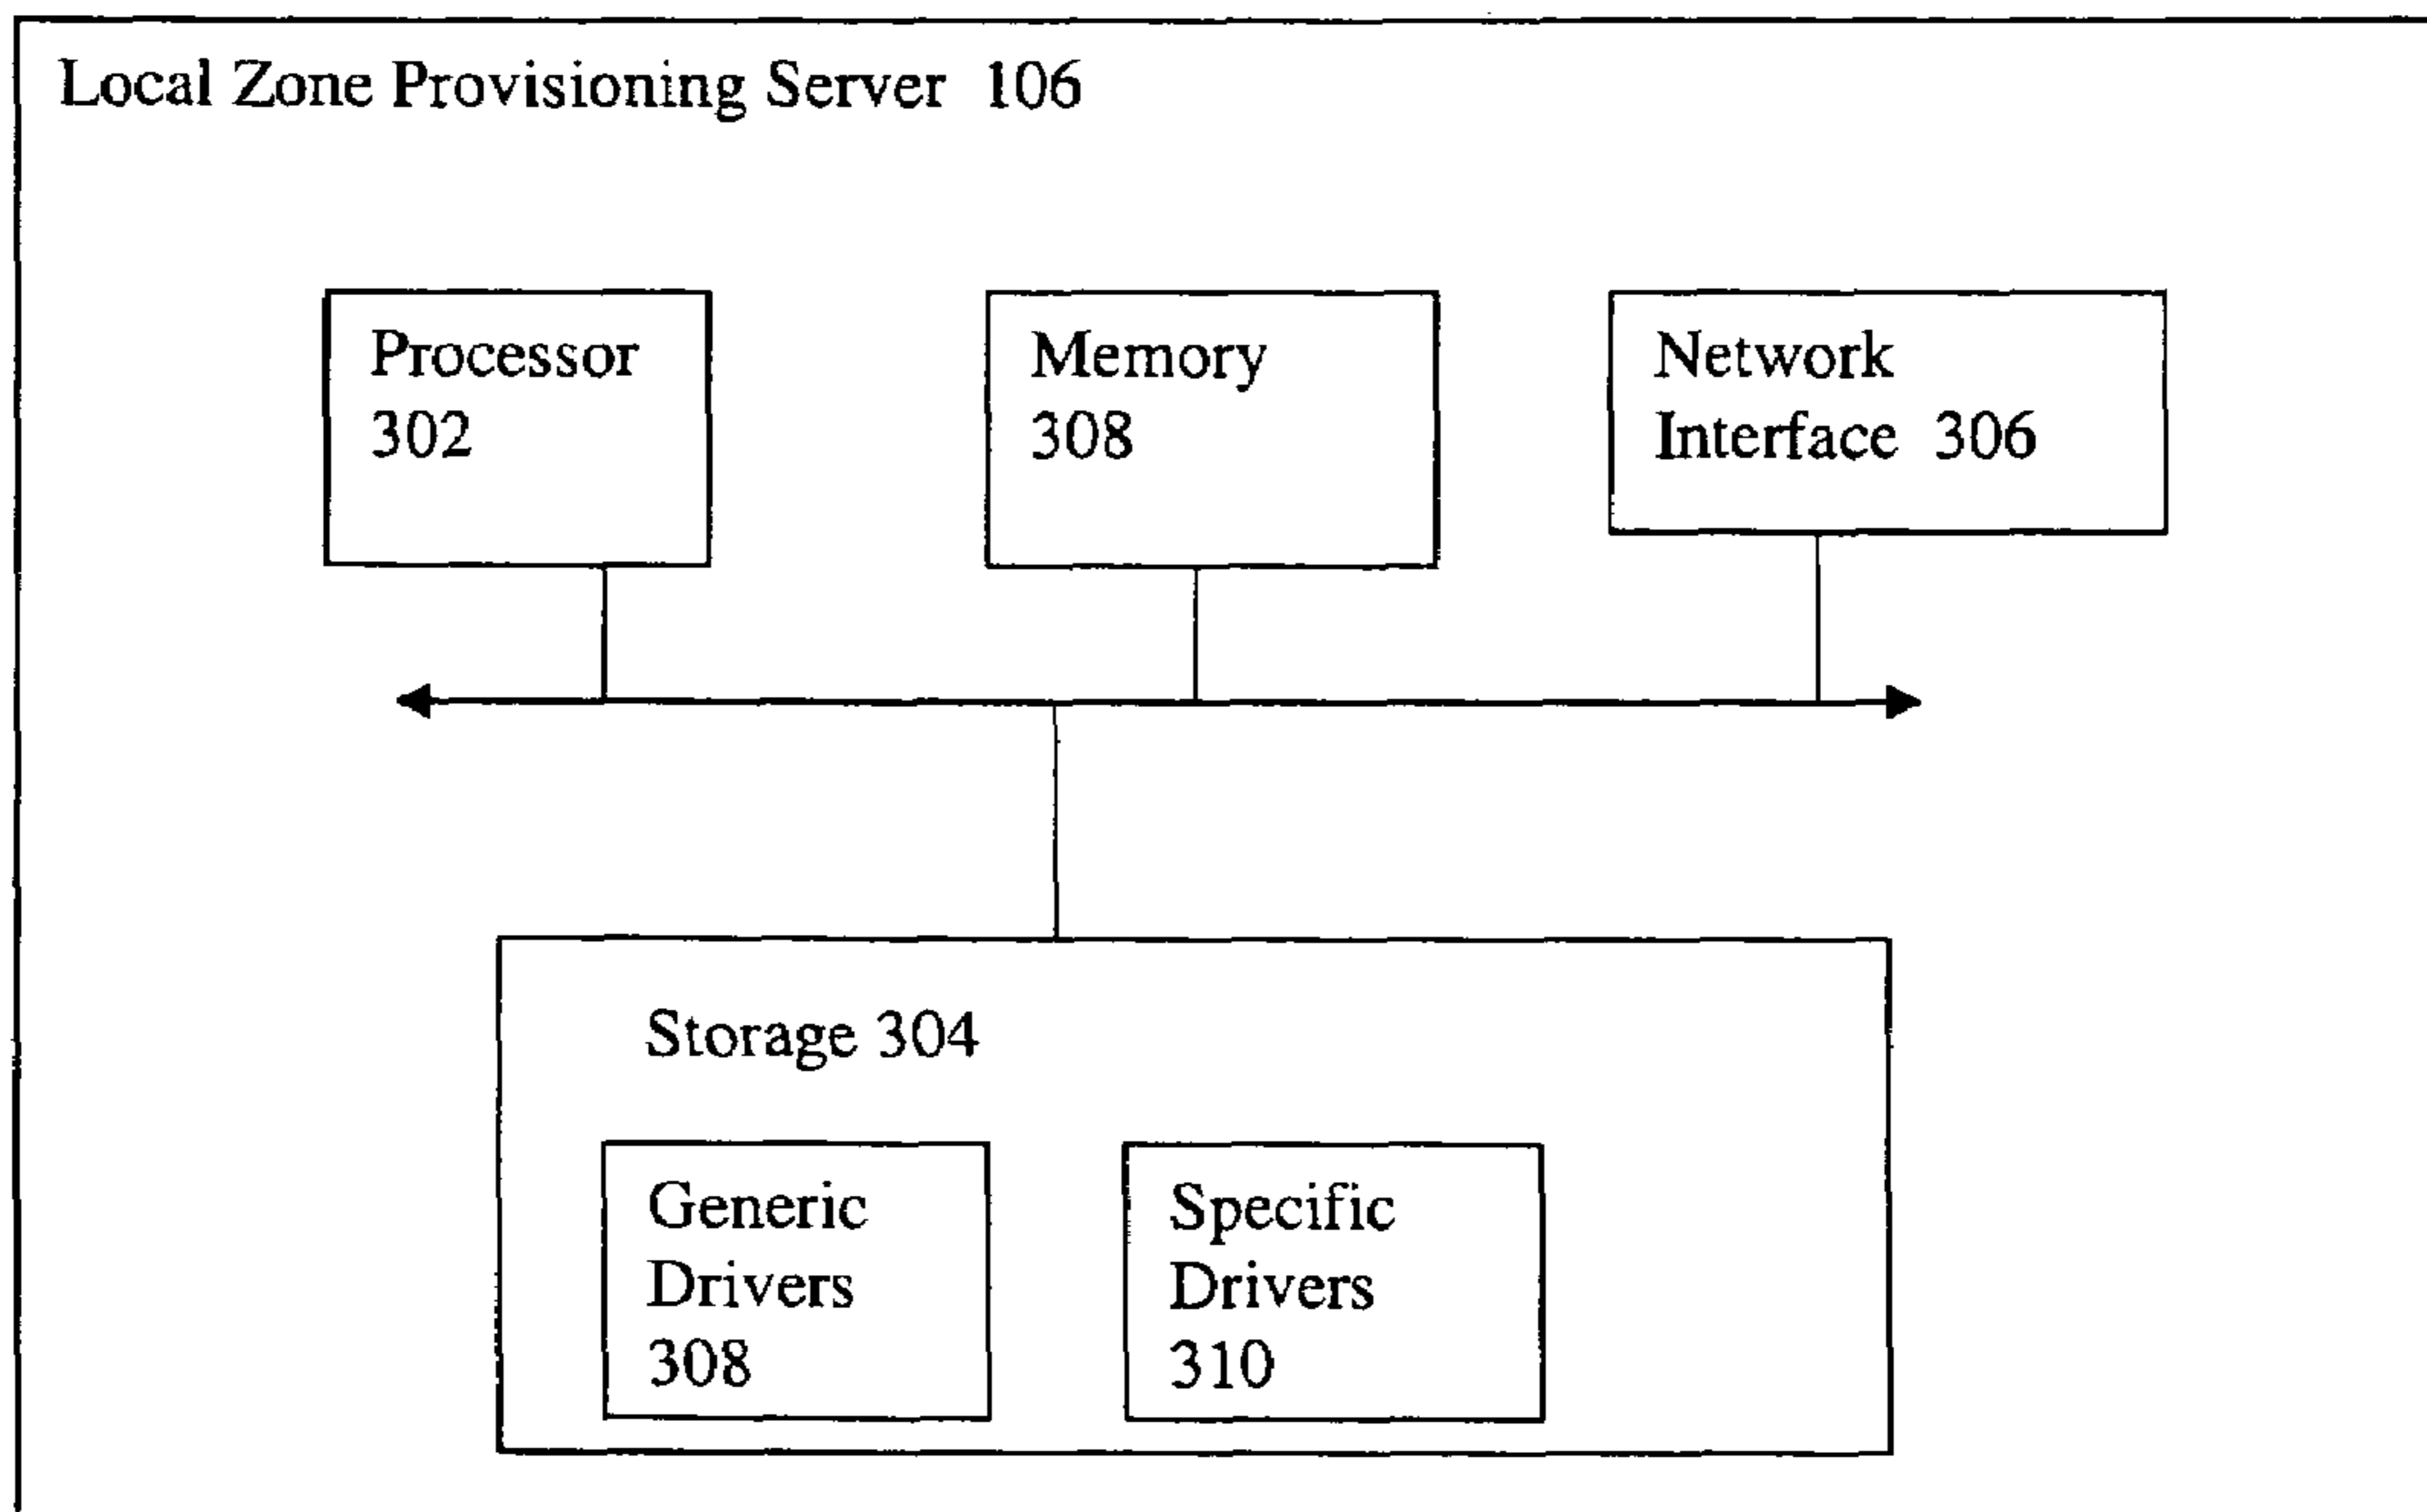 Local Zone Provisioning Server 106
Processor
302
Memory
308
Network
Interface 306
Storage 304
Generic
Drivers
308
Specific
Drivers
310